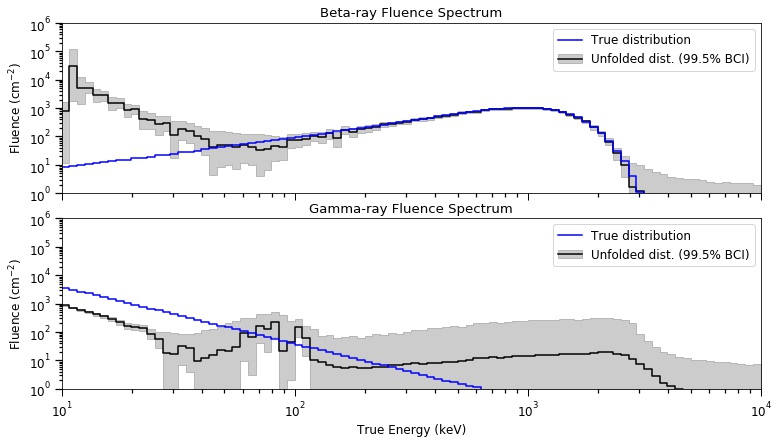 Beta-ray Fluence Spectrum
10^6
10^5
10^4
10^3
10^2
10^1
10^0
Fluence (cm^−2)
True distribution
Unfolded dist. (99.5% BCI)
Gamma-ray Fluence Spectrum
10^6
10^5
10^4
10^3
10^2
10^1
10^0
Fluence (cm^−2)
True distribution
Unfolded dist. (99.5% BCI)
10^1 10^2 10^3 10^4
True Energy (keV)